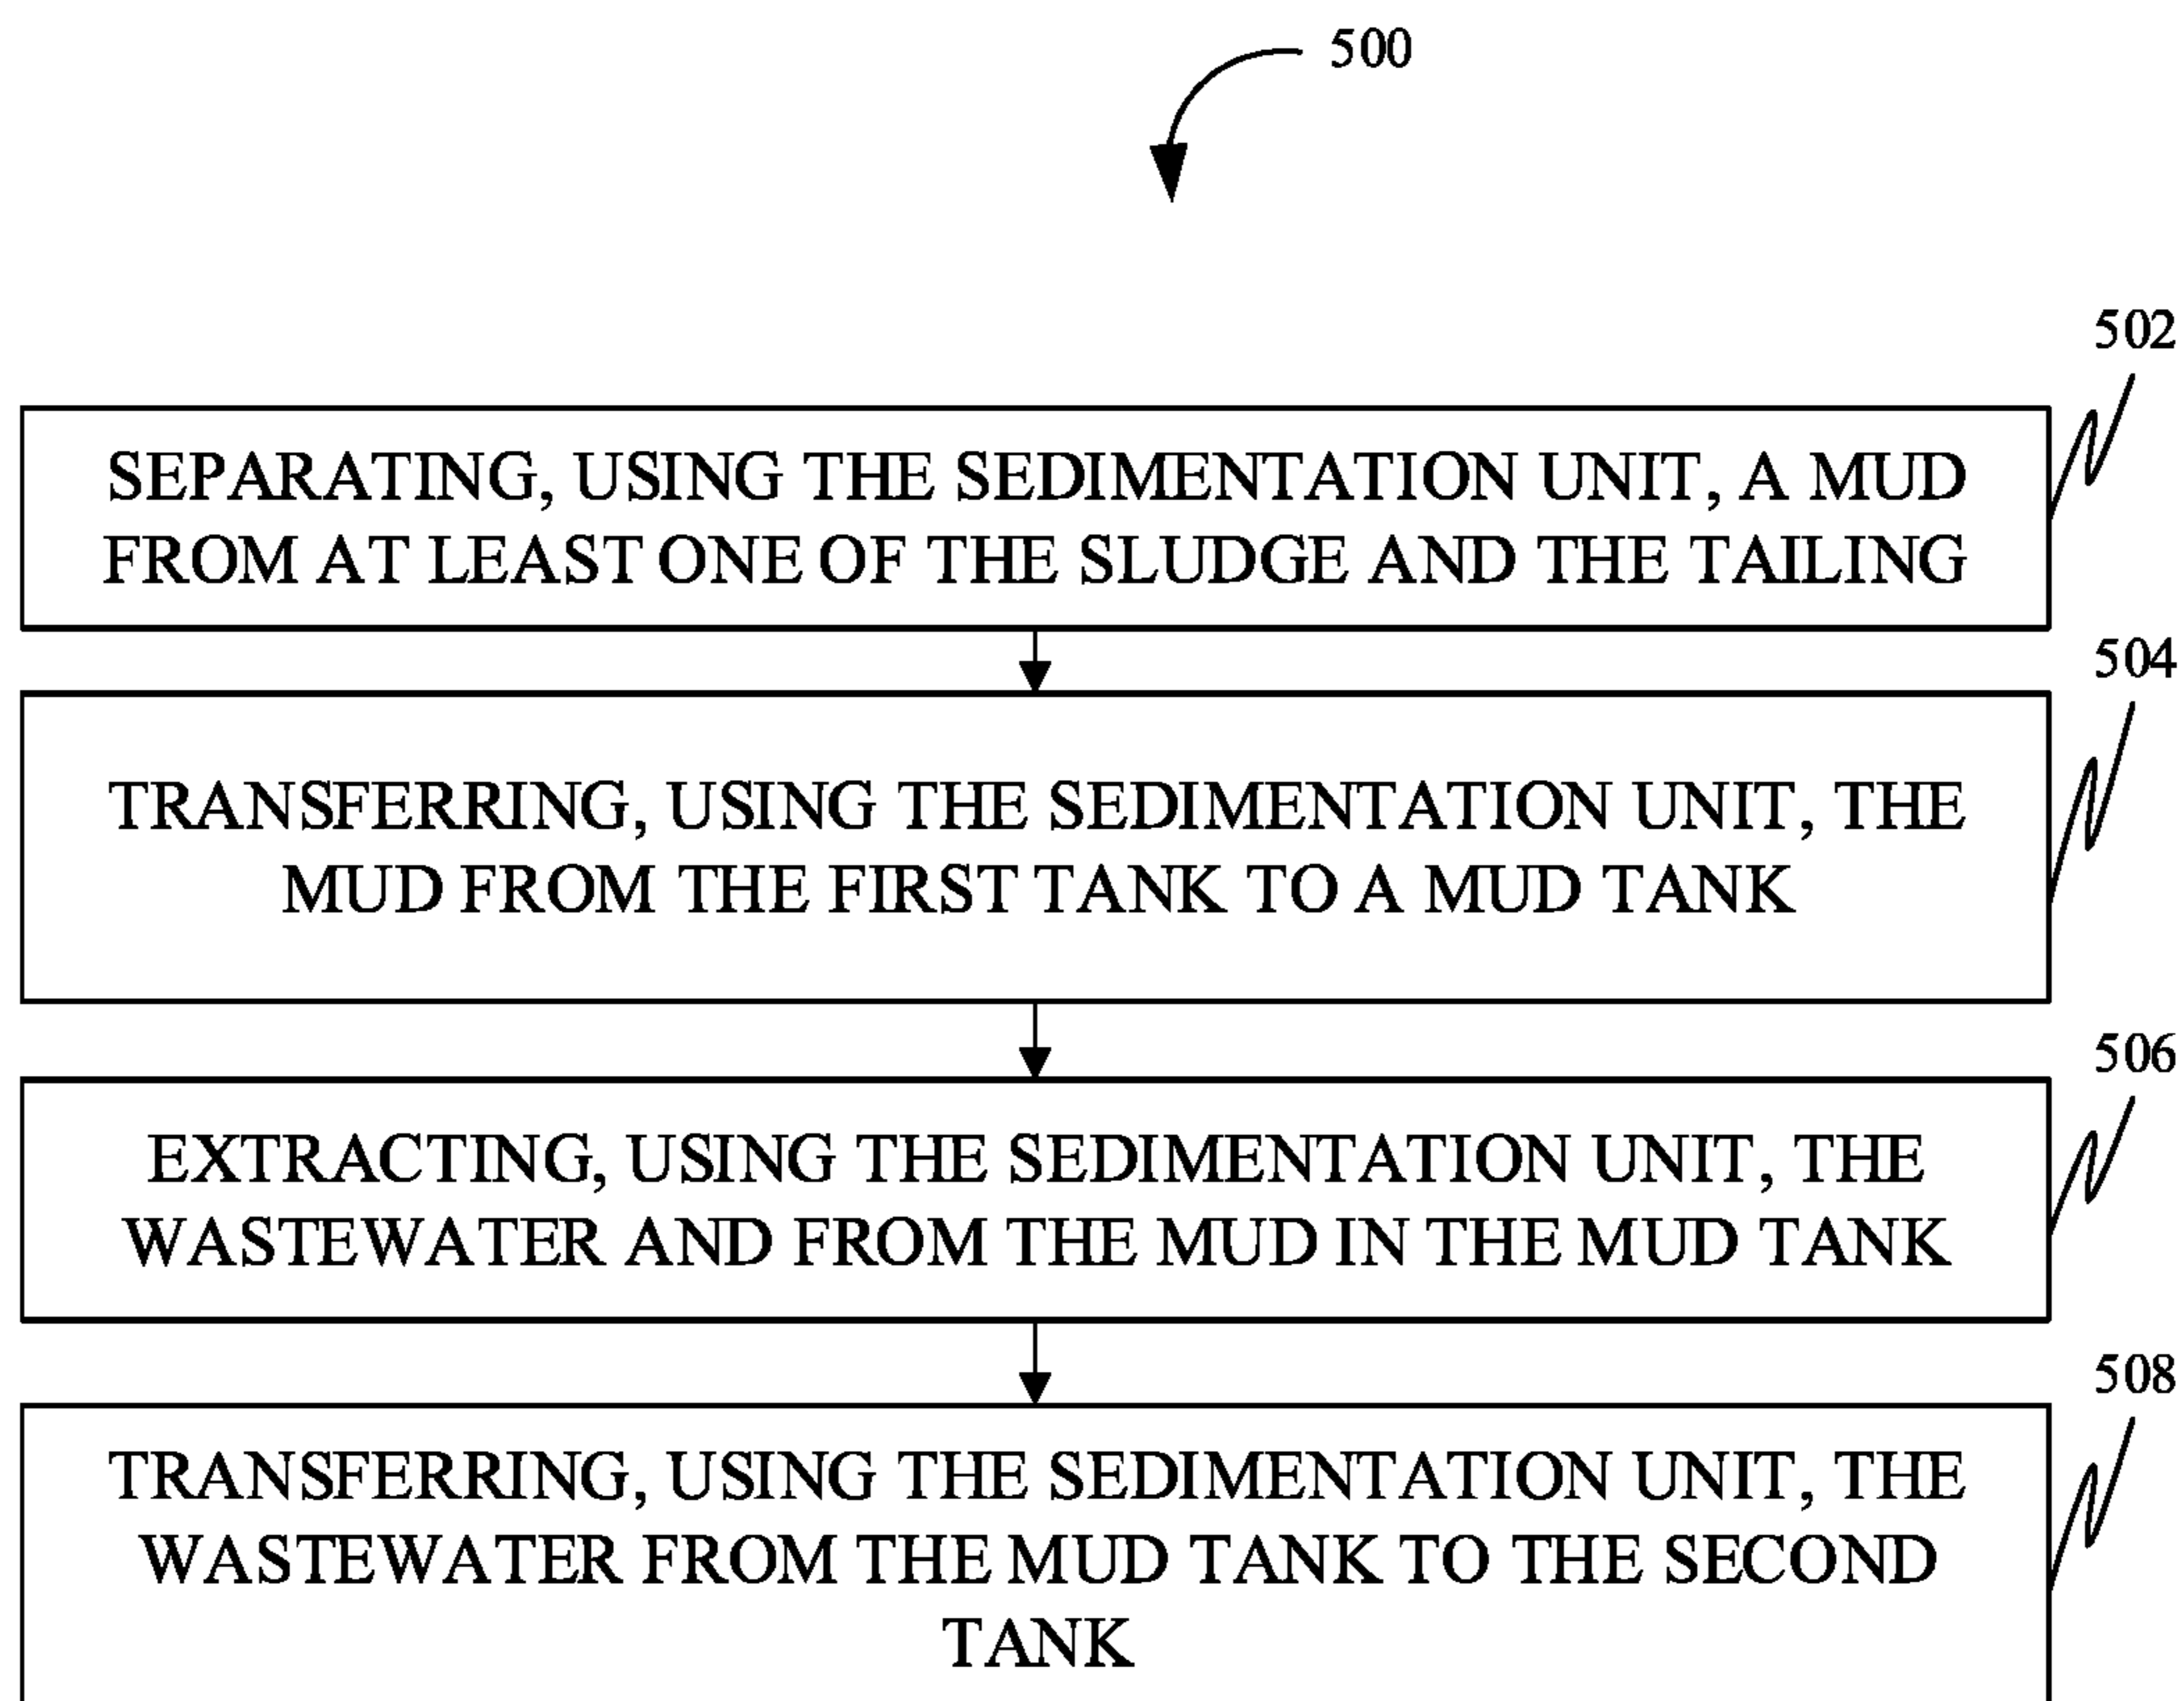 500
502
SEPARATING, USING THE SEDIMENTATION UNIT, A MUD
FROM AT LEAST ONE OF THE SLUDGE AND THE TAILING
504
TRANSFERRING, USING THE SEDIMENTATION UNIT, THE
MUD FROM THE FIRST TANK TO A MUD TANK
506
EXTRACTING, USING THE SEDIMENTATION UNIT, THE
WASTEWATER AND FROM THE MUD IN THE MUD TANK
508
TRANSFERRING, USING THE SEDIMENTATION UNIT, THE
WASTEWATER FROM THE MUD TANK TO THE SECOND
TANK